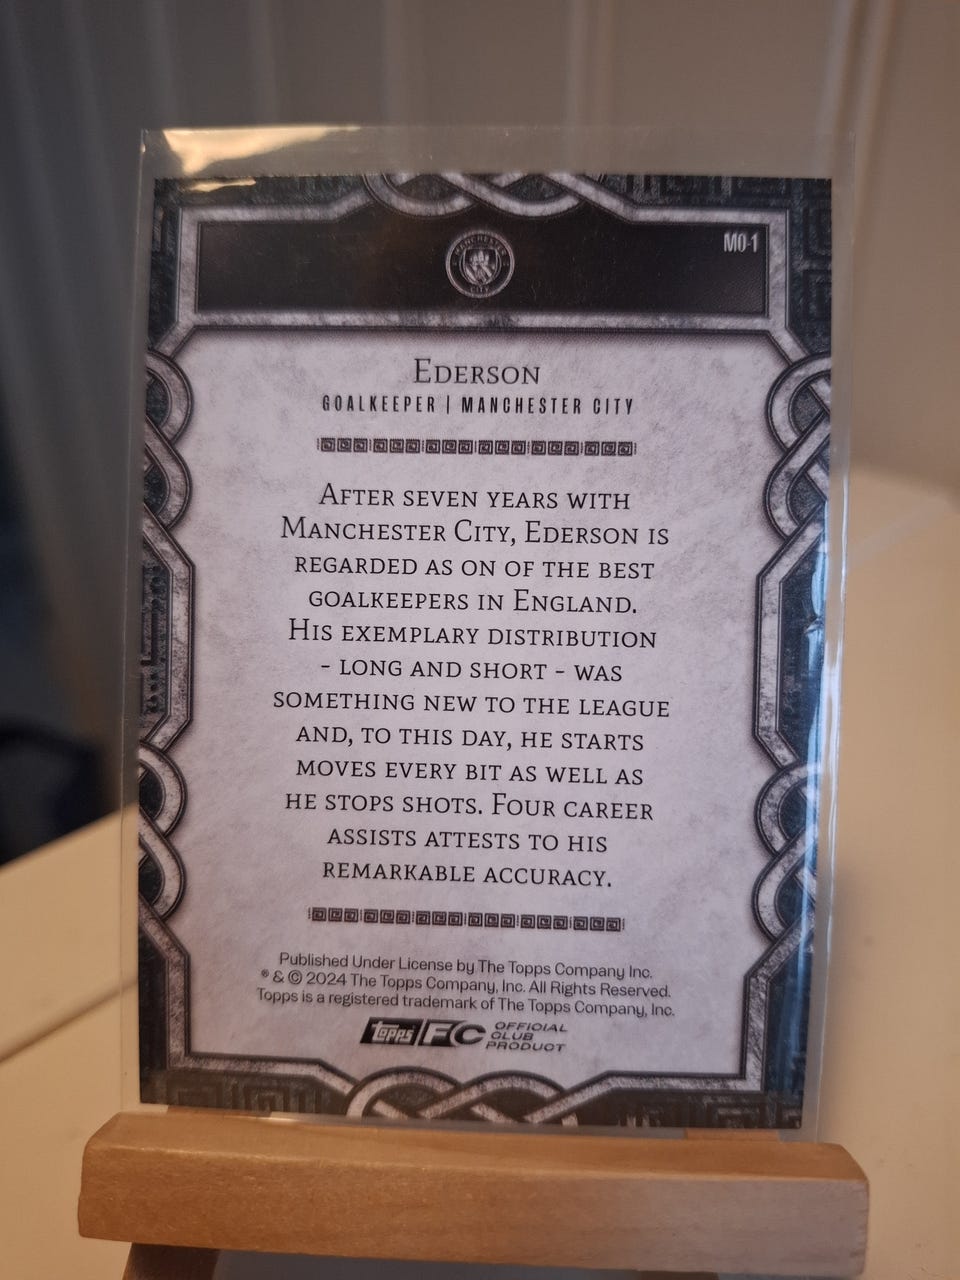 MANCHESTER
CITY
MO-1
EDERSON
GOALKEEPER | MANCHESTER CITY
AFTER SEVEN YEARS WITH
MANCHESTER CITY, EDERSON IS
REGARDED AS ON OF THE BEST
GOALKEEPERS IN ENGLAND.
HIS EXEMPLARY DISTRIBUTION
- LONG AND SHORT - WAS
SOMETHING NEW TO THE LEAGUE
AND, TO THIS DAY, HE STARTS
MOVES EVERY BIT AS WELL AS
HE STOPS SHOTS. FOUR CAREER
ASSISTS ATTESTS TO HIS
REMARKABLE ACCURACY.
Published Under License by The Topps Company Inc.
® & © 2024 The Topps Company, Inc. All Rights Reserved.
Topps is a registered trademark of The Topps Company, Inc.
Topps FC OFFICIAL
CLUB
PRODUCT